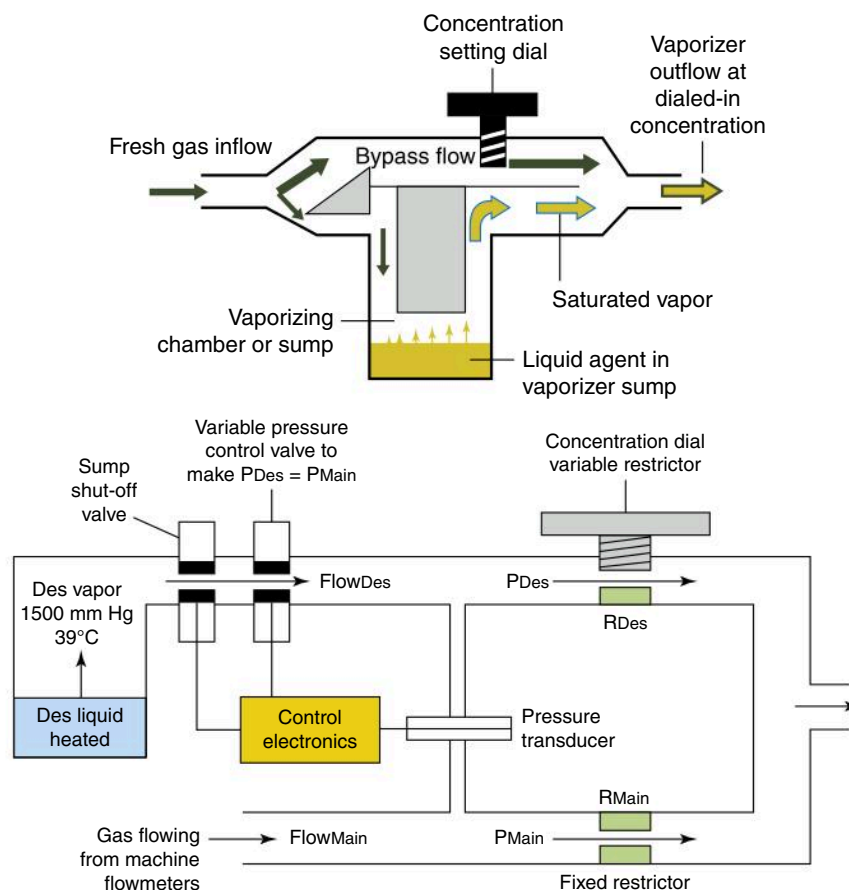 Concentration
setting dial
Vaporizer
outflow at
dialed-in
concentration
Fresh gas inflow
Bypass flow
Saturated vapor
Vaporizing
chamber or sump
Liquid agent in
vaporizer sump
Variable pressure
control valve to
make PDes = PMain
Sump
shut-off
valve
Concentration dial
variable restrictor
Des vapor
1500 mm Hg
39°C
FlowDes
PDes
RDes
Des liquid
heated
Control
electronics
Pressure
transducer
RMain
Gas flowing
from machine
flowmeters
FlowMain
PMain
Fixed restrictor